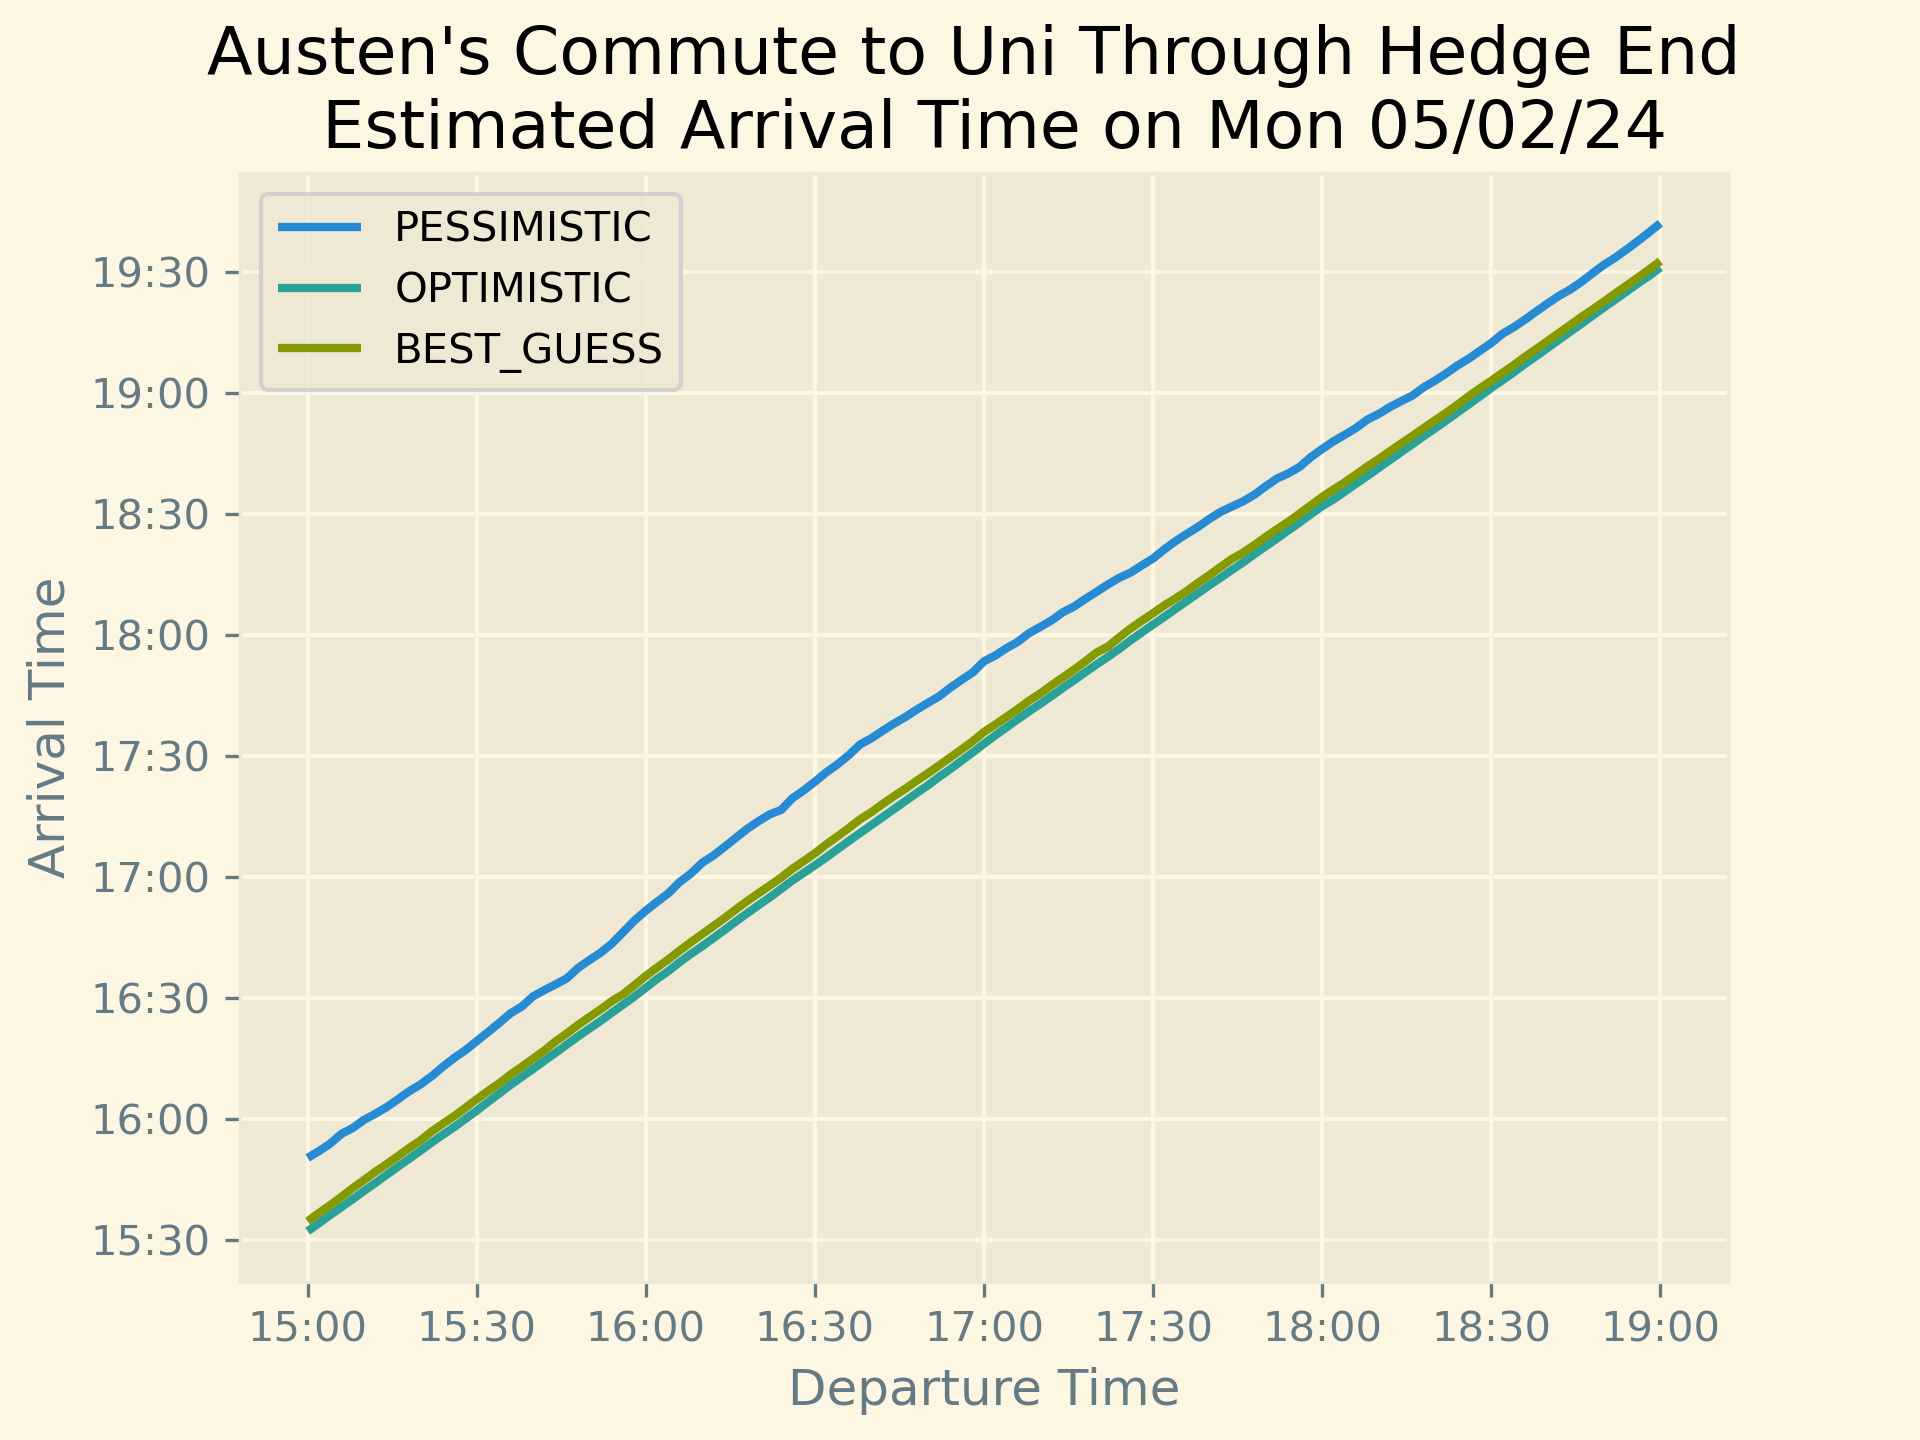 Austen's Commute to Uni Through Hedge End
Estimated Arrival Time on Mon 05/02/24
PESSIMISTIC
OPTIMISTIC
BEST_GUESS
Arrival Time
19:30
19:00
18:30
18:00
17:30
17:00
16:30
16:00
15:30
15:00 15:30 16:00 16:30 17:00 17:30 18:00 18:30 19:00
Departure Time